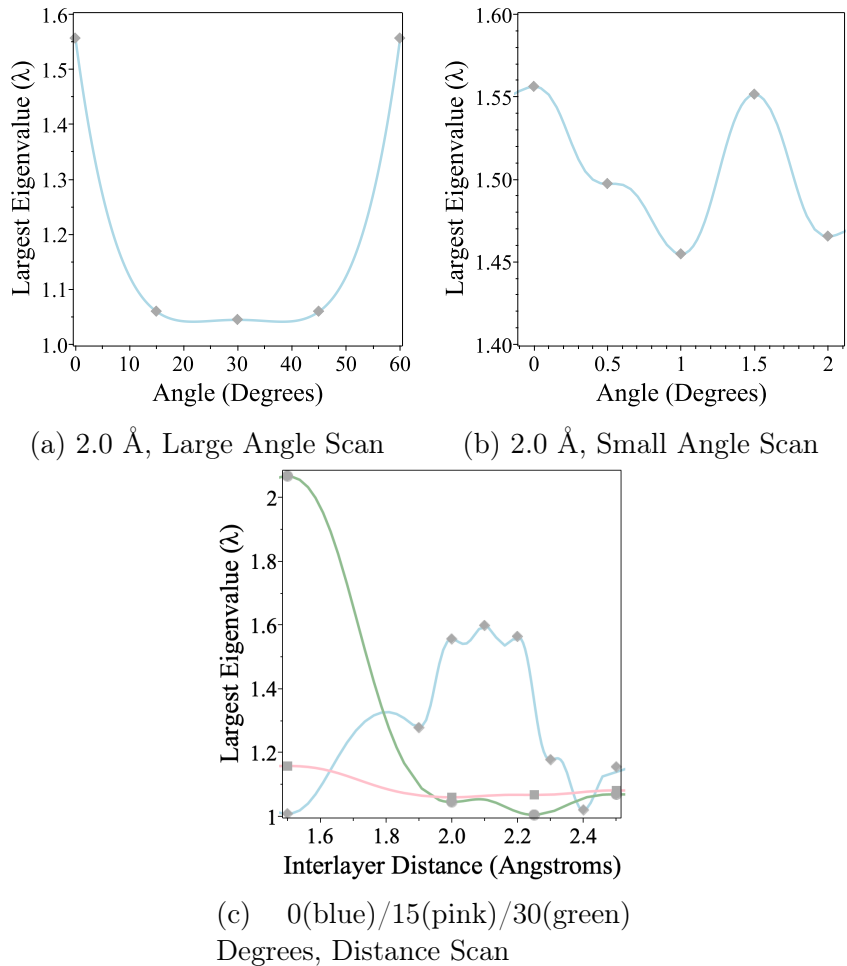 1.6
1.5
1.4
1.3
1.2
1.1
1.0
0 10 20 30 40 50 60
Largest Eigenvalue (λ)
Angle (Degrees)
(a) 2.0 Å, Large Angle Scan
1.60
1.55
1.50
1.45
1.40
0 0.5 1 1.5 2
Largest Eigenvalue (λ)
Angle (Degrees)
(b) 2.0 Å, Small Angle Scan
2
1.8
1.6
1.4
1.2
1
1.6 1.8 2.0 2.2 2.4
Largest Eigenvalue (λ)
Interlayer Distance (Angstroms)
(c) 0(blue)/15(pink)/30(green)
Degrees, Distance Scan